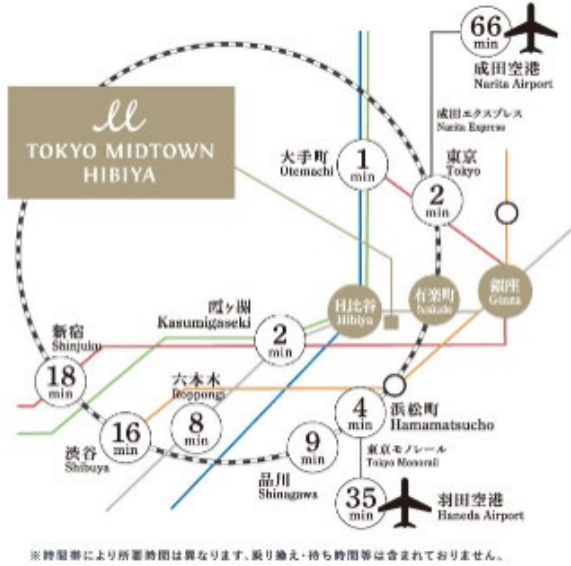 66
min
成田空港
Narita Airport
成田エクスプレス
Narita Express
TOKYO MIDTOWN
HIBIYA
大手町
Otemachi
1
min
東京
Tokyo
2
min
日比谷
Hibiya
有楽町
銀座
Ginza
霞ヶ関
Kasumigaseki
2
min
新宿
Shinjuku
18
min
六本木
Roppongi
8
min
渋谷
Shibuya
16
min
品川
Shinagawa
9
min
4
min
浜松町
Hamamatsucho
東京モノレール
Tokyo Monorail
35
min
羽田空港
Haneda Airport
※時間帯により所要時間は異なります。乗り換え・待ち時間等は含まれておりません。